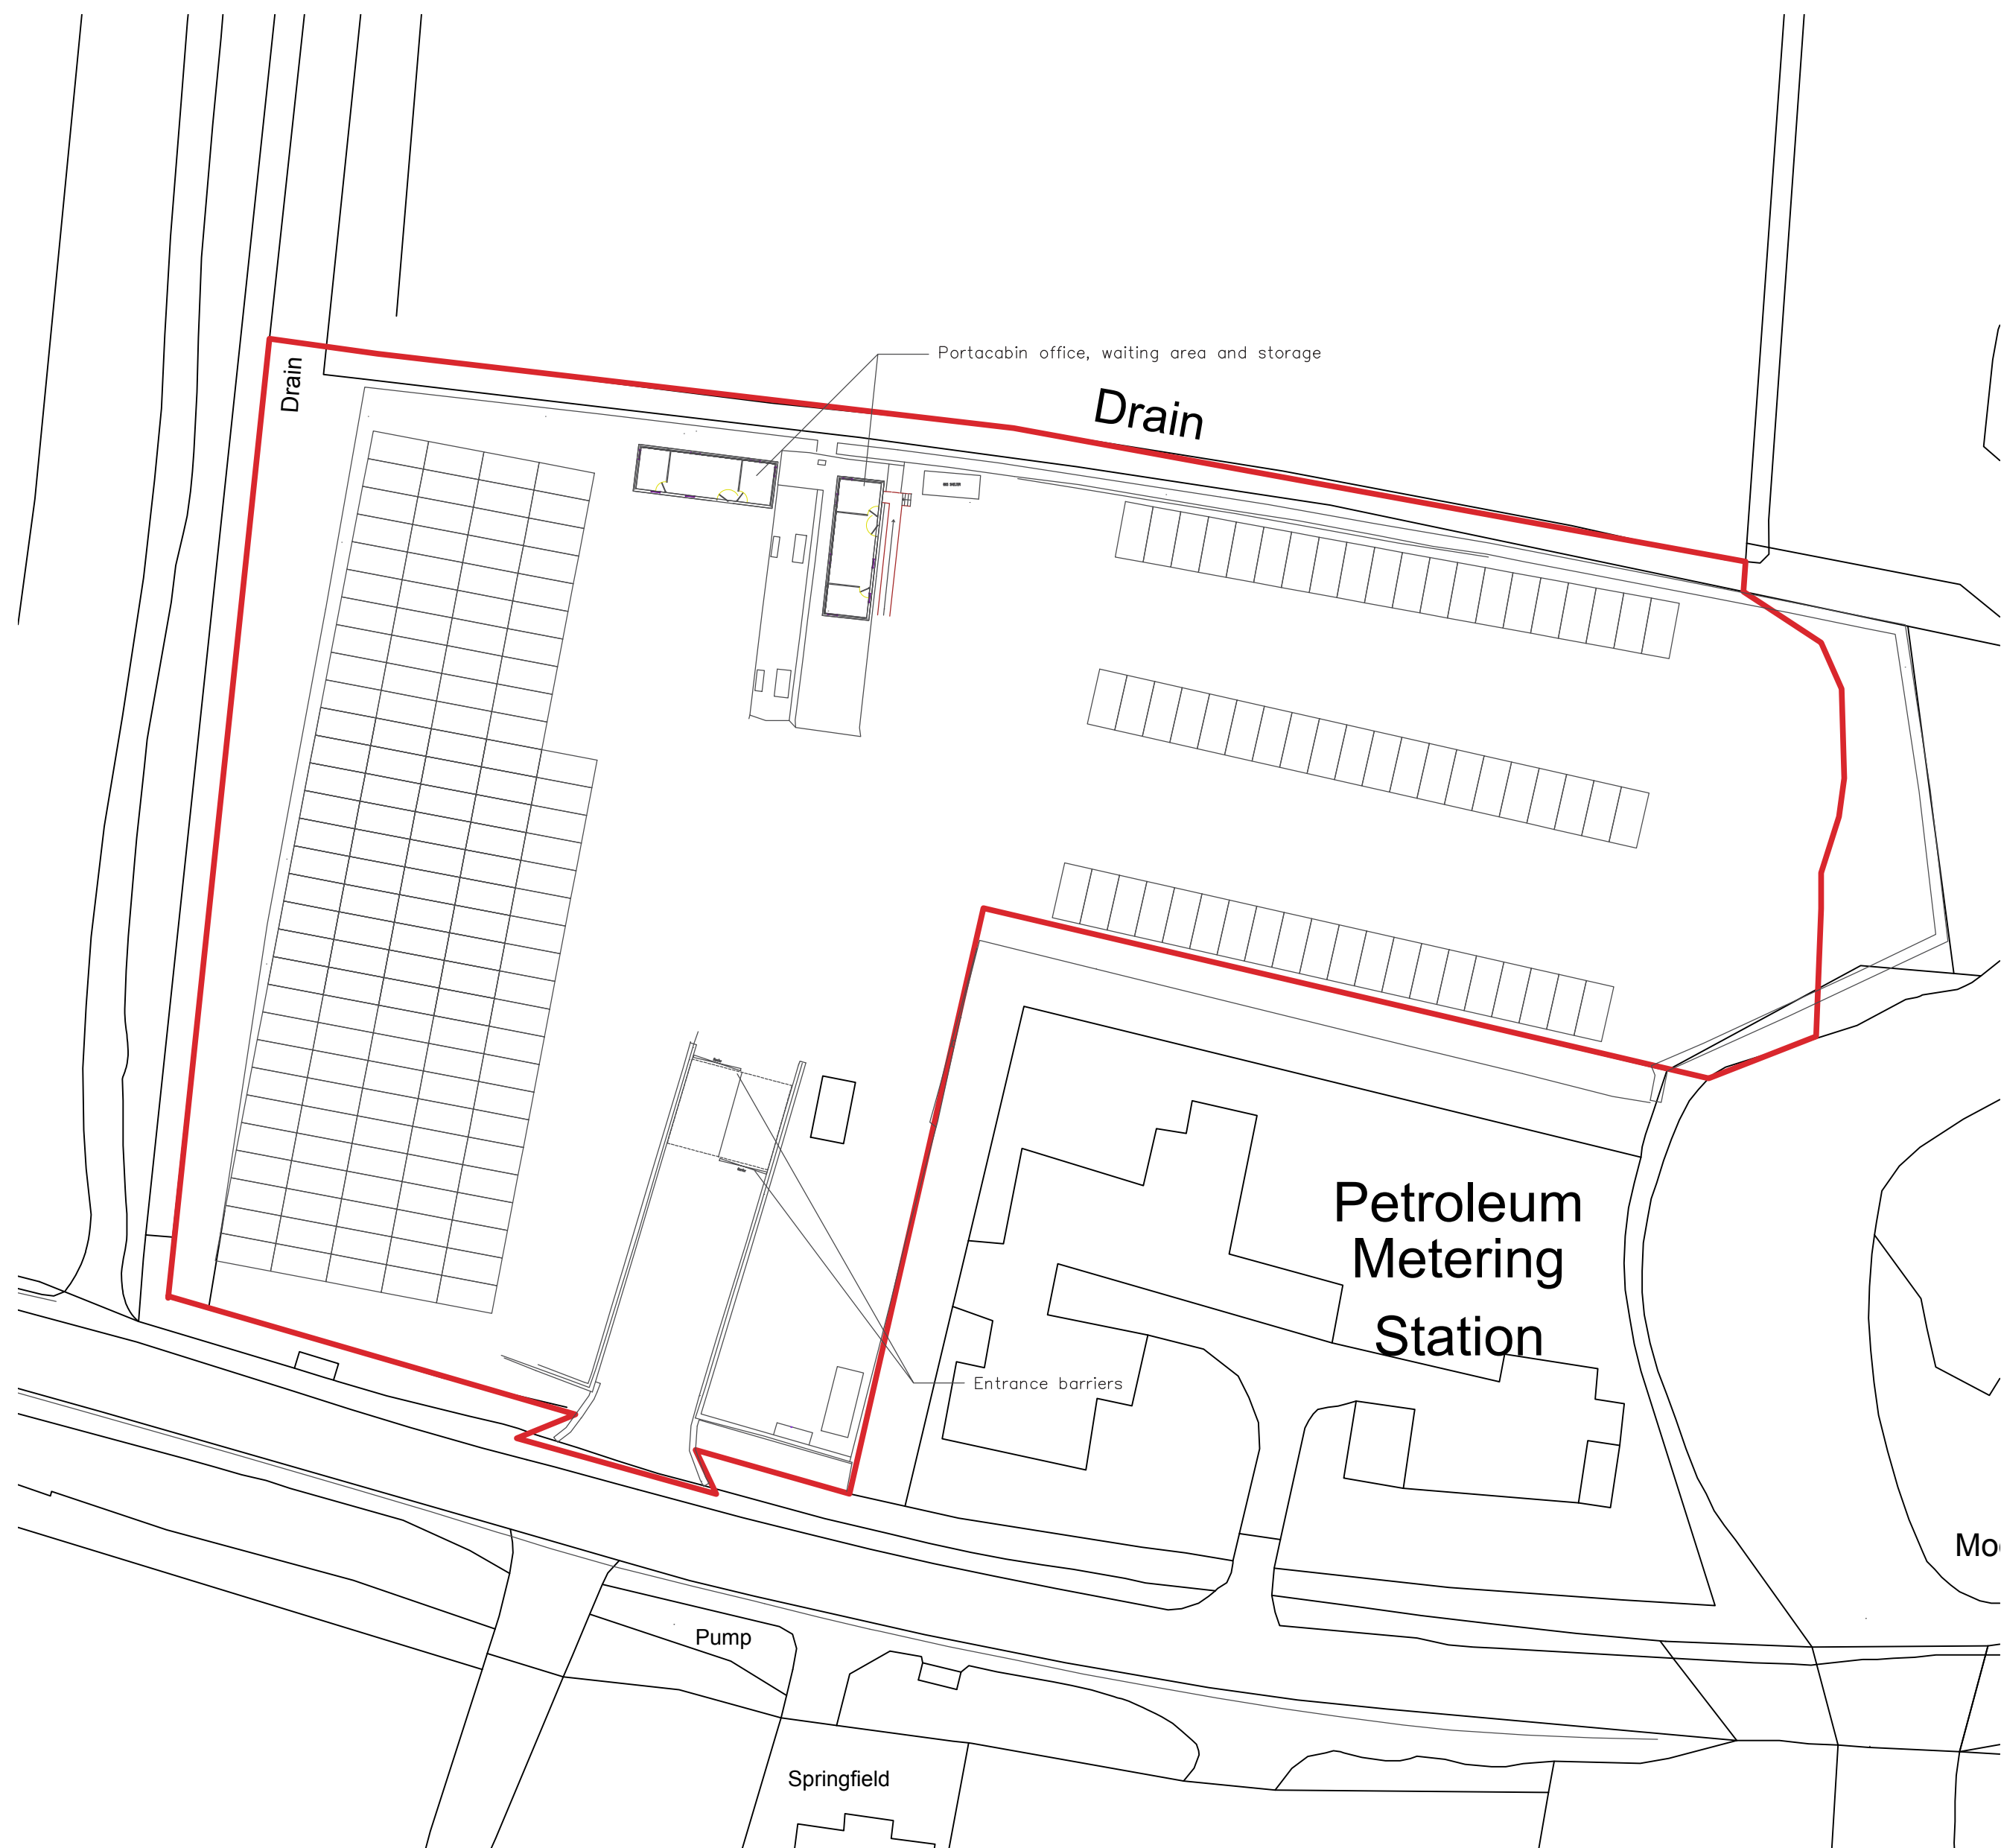 Portacabin office, waiting area and storage
Drain
Drain
Petroleum
Metering
Station
Entrance barriers
Mo
Pump
Springfield